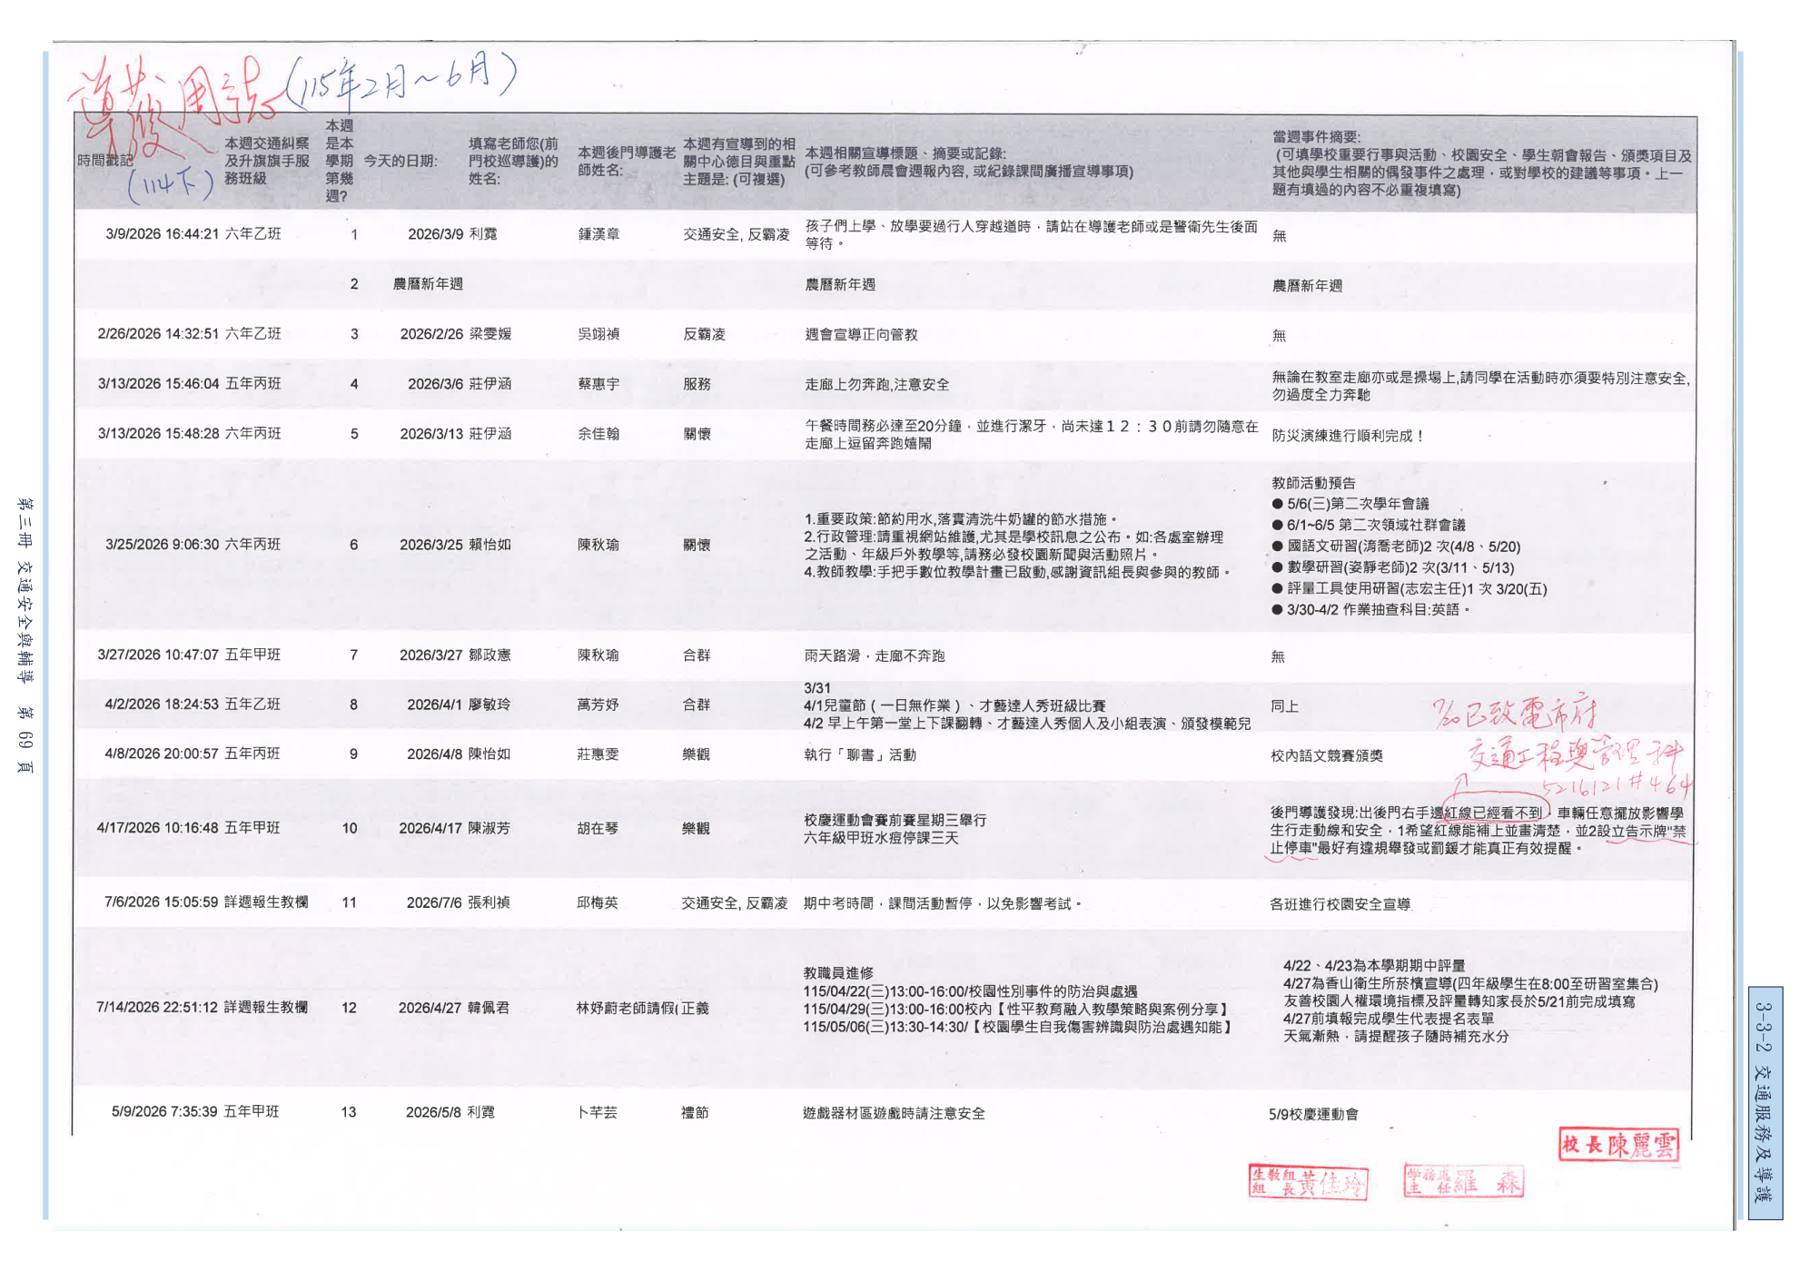 導護周誌(115年2月～6月)
(114下)
時間戳記
本週交通糾察及升旗旗手服務班級
本週是本學期第幾週?
今天的日期:
填寫老師您(前門校巡導護)的姓名:
本週後門導護老師姓名:
本週有宣導到的相關中心德目與重點主題是: (可複選)
本週相關宣導標題、摘要或記錄:
(可參考教師晨會週報內容, 或紀錄課間廣播宣導事項)
當週事件摘要:
(可填學校重要行事與活動、校園安全、學生朝會報告、頒獎項目及其他與學生相關的偶發事件之處理，或對學校的建議等事項。上一題有填過的內容不必重複填寫)
3/9/2026 16:44:21 六年乙班 1 2026/3/9 利霓 鍾漢章 交通安全, 反霸凌
孩子們上學、放學要過行人穿越道時，請站在導護老師或是警衛先生後面
等待。
無
2 農曆新年週 農曆新年週 農曆新年週
2/26/2026 14:32:51 六年乙班 3 2026/2/26 梁雯媛 吳翊禎 反霸凌 週會宣導正向管教 無
3/13/2026 15:46:04 五年丙班 4 2026/3/6 莊伊涵 蔡惠宇 服務 走廊上勿奔跑,注意安全
無論在教室走廊亦或是操場上,請同學在活動時亦須要特別注意安全,
勿過度全力奔馳
3/13/2026 15:48:28 六年丙班 5 2026/3/13 莊伊涵 余佳翰 關懷
午餐時間務必達至20分鐘，並進行潔牙，尚未達１２：３０前請勿隨意在
走廊上逗留奔跑嬉鬧
防災演練進行順利完成！
3/25/2026 9:06:30 六年丙班 6 2026/3/25 賴怡如 陳秋瑜 關懷
1.重要政策:節約用水,落實清洗牛奶罐的節水措施。
2.行政管理:請重視網站維護,尤其是學校訊息之公布。如:各處室辦理
之活動、年級戶外教學等,請務必發校園新聞與活動照片。
4.教師教學:手把手數位教學計畫已啟動,感謝資訊組長與參與的教師。
教師活動預告
● 5/6(三)第二次學年會議
● 6/1~6/5 第二次領域社群會議
● 國語文研習(淯喬老師)2 次(4/8、5/20)
● 數學研習(姿靜老師)2 次(3/11、5/13)
● 評量工具使用研習(志宏主任)1 次 3/20(五)
● 3/30-4/2 作業抽查科目:英語。
3/27/2026 10:47:07 五年甲班 7 2026/3/27 鄒政憲 陳秋瑜 合群 雨天路滑，走廊不奔跑 無
4/2/2026 18:24:53 五年乙班 8 2026/4/1 廖敏玲 萬芳妤 合群
3/31
4/1兒童節（一日無作業）、才藝達人秀班級比賽
4/2 早上午第一堂上下課翻轉、才藝達人秀個人及小組表演、頒發模範兒
同上
已致電市府
交通工程與管理科
5216121#464
4/8/2026 20:00:57 五年丙班 9 2026/4/8 陳怡如 莊惠雯 樂觀 執行「聊書」活動 校內語文競賽頒獎
4/17/2026 10:16:48 五年甲班 10 2026/4/17 陳淑芳 胡在琴 樂觀
校慶運動會賽前賽星期三舉行
六年級甲班水痘停課三天
後門導護發現:出後門右手邊紅線已經看不到，車輛任意擺放影響學
生行走動線和安全，1希望紅線能補上並畫清楚，並2設立告示牌"禁
止停車"最好有違規舉發或罰鍰才能真正有效提醒。
7/6/2026 15:05:59 詳週報生教欄 11 2026/7/6 張利禎 邱梅英 交通安全, 反霸凌 期中考時間，課間活動暫停，以免影響考試。 各班進行校園安全宣導
7/14/2026 22:51:12 詳週報生教欄 12 2026/4/27 韓佩君 林妤蔚老師請假( 正義
教職員進修
115/04/22(三)13:00-16:00/校園性別事件的防治與處遇
115/04/29(三)13:00-16:00校內【性平教育融入教學策略與案例分享】
115/05/06(三)13:30-14:30/【校園學生自我傷害辨識與防治處遇知能】
4/22、4/23為本學期期中評量
4/27為香山衛生所菸檳宣導(四年級學生在8:00至研習室集合)
友善校園人權環境指標及評量轉知家長於5/21前完成填寫
4/27前填報完成學生代表提名表單
天氣漸熱，請提醒孩子隨時補充水分
5/9/2026 7:35:39 五年甲班 13 2026/5/8 利霓 卜芊芸 禮節 遊戲器材區遊戲時請注意安全 5/9校慶運動會
校長陳麗雲
生教組組長黃佳玲
學務處主任羅森
第三冊 交通安全與輔導 第 69 頁
3-3-2 交通服務及導護